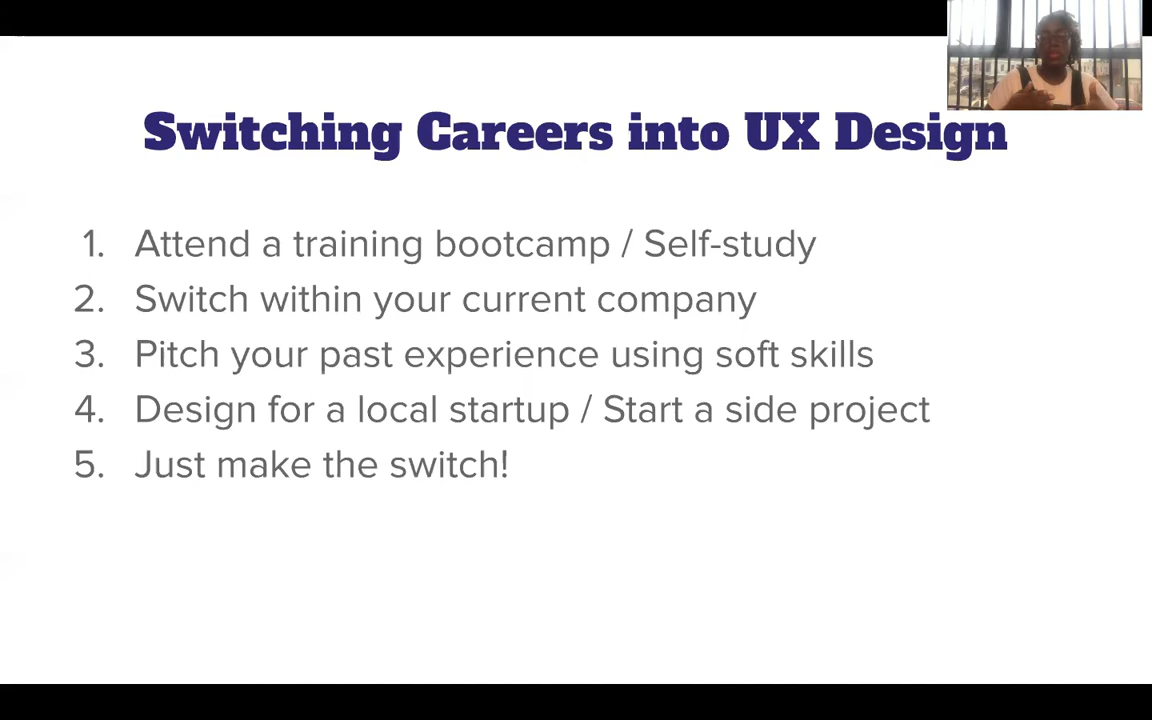 Switching Careers into UX Design
1. Attend a training bootcamp / Self-study
2. Switch within your current company
3. Pitch your past experience using soft skills
4. Design for a local startup / Start a side project
5. Just make the switch!